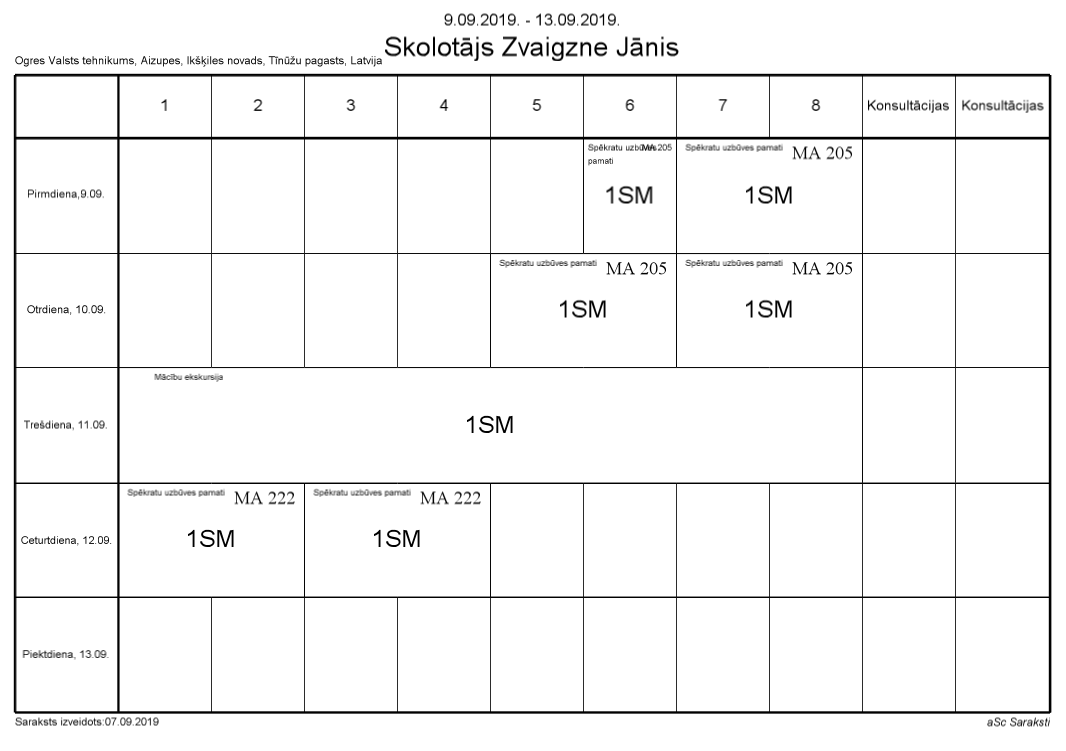 9.09.2019. - 13.09.2019.
Skolotājs Zvaigzne Jānis
Ogres Valsts tehnikums, Aizupes, Ikšķiles novads, Tīnūžu pagasts, Latvija
1 2 3 4 5 6 7 8 Konsultācijas Konsultācijas
Spēkratu uzbūves MA 205 Spēkratu uzbūves pamati MA 205
pamati
Pirmdiena,9.09. 1SM 1SM
Spēkratu uzbūves pamati MA 205 Spēkratu uzbūves pamati MA 205
Otrdiena, 10.09. 1SM 1SM
Mācību ekskursija
Trešdiena, 11.09. 1SM
Spēkratu uzbūves pamati MA 222 Spēkratu uzbūves pamati MA 222
Ceturtdiena, 12.09. 1SM 1SM
Piektdiena, 13.09.
Saraksts izveidots:07.09.2019 aSc Saraksti